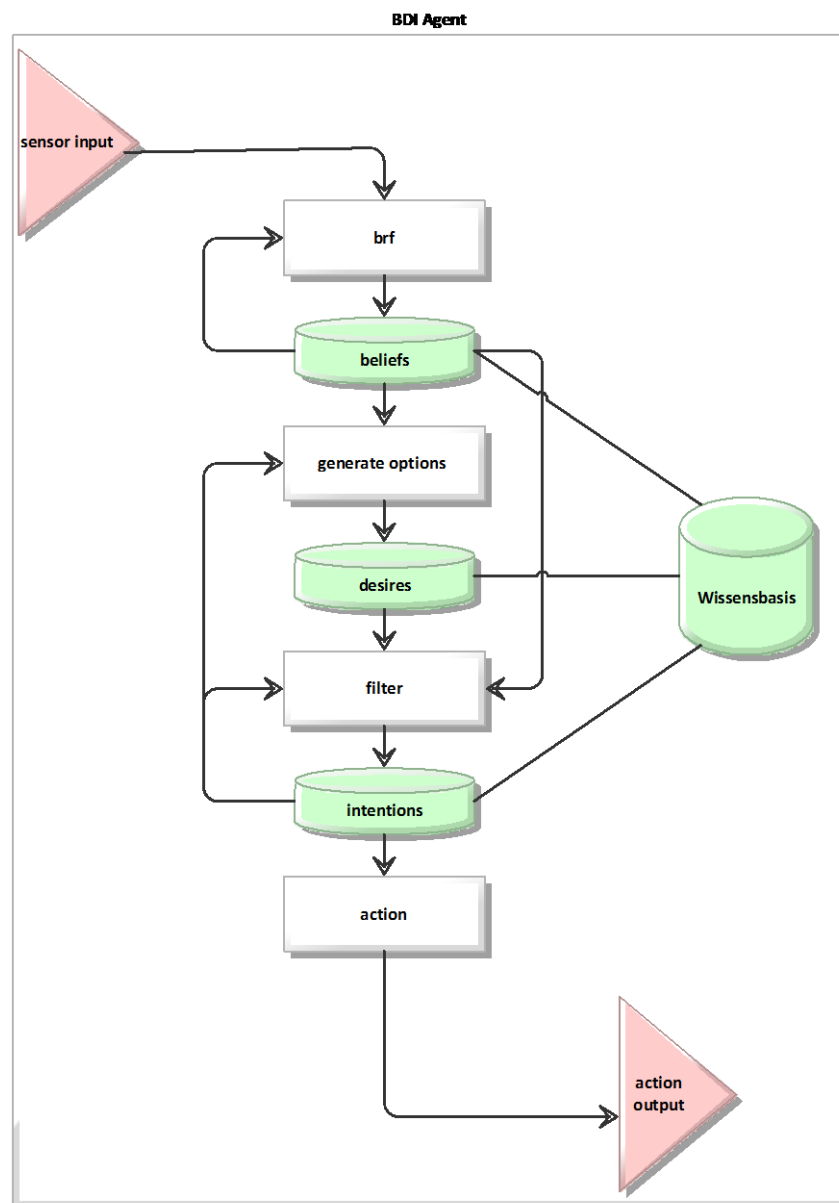 BDI Agent
sensor input
brf
beliefs
generate options
desires
Wissensbasis
filter
intentions
action
action
output